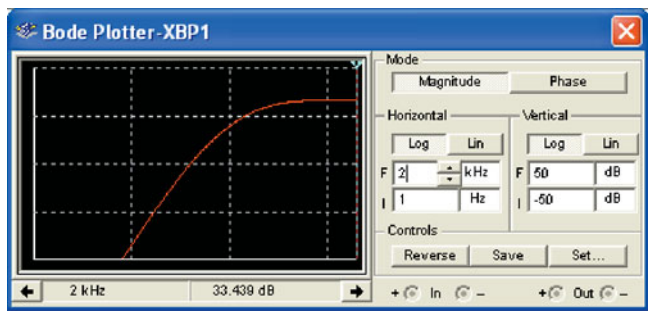 Bode Plotter-XBP1
Mode
Magnitude Phase
Horizontal Vertical
Log Lin Log Lin
F 2 kHz F 50 dB
I 1 Hz I -50 dB
Controls
Reverse Save Set...
2 kHz 33.439 dB + In - + Out -